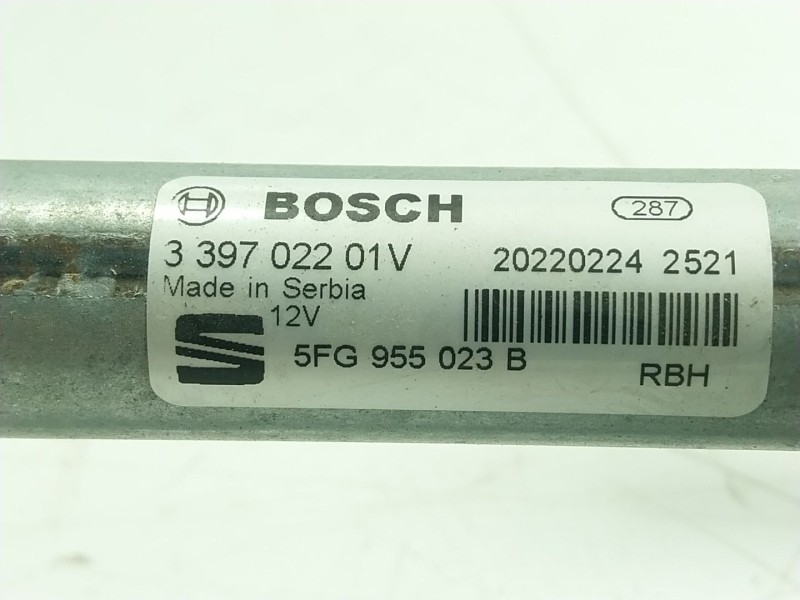 BOSCH 287
3 397 022 01V 20220224 2521
Made in Serbia
12V
5FG 955 023 B RBH